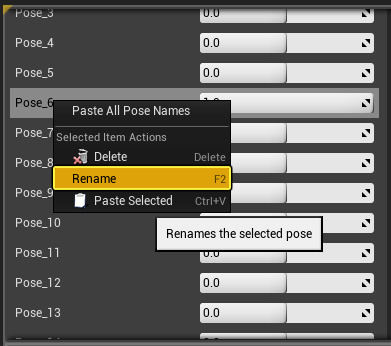 Pose_3 0.0
Pose_4 0.0
Pose_5 0.0
Pose_6
Paste All Pose Names
Pose_7
Selected Item Actions
Pose_8
Delete Delete
Rename F2
Pose_9
Paste Selected Ctrl+V
Pose_10
Renames the selected pose
Pose_11 0.0
Pose_12 0.0
Pose_13 0.0